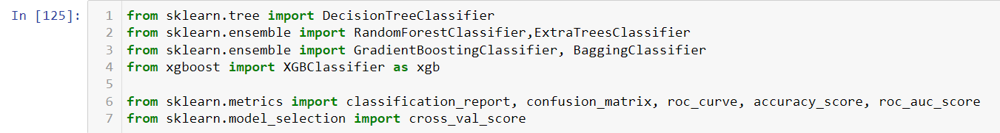 In [125]:
1 from sklearn.tree import DecisionTreeClassifier
2 from sklearn.ensemble import RandomForestClassifier,ExtraTreesClassifier
3 from sklearn.ensemble import GradientBoostingClassifier, BaggingClassifier
4 from xgboost import XGBClassifier as xgb
5
6 from sklearn.metrics import classification_report, confusion_matrix, roc_curve, accuracy_score, roc_auc_score
7 from sklearn.model_selection import cross_val_score